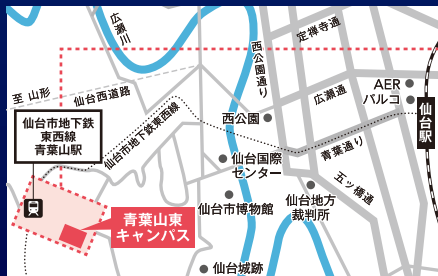 広瀬川
定禅寺通
西公園通り
至 山形
仙台西道路
AER
パルコ
広瀬通
仙台市地下鉄
東西線
青葉山駅
仙台市地下鉄東西線
西公園
仙台駅
青葉通り
仙台国際
センター
五ッ橋通
仙台市博物館
仙台地方
裁判所
青葉山東
キャンパス
仙台城跡